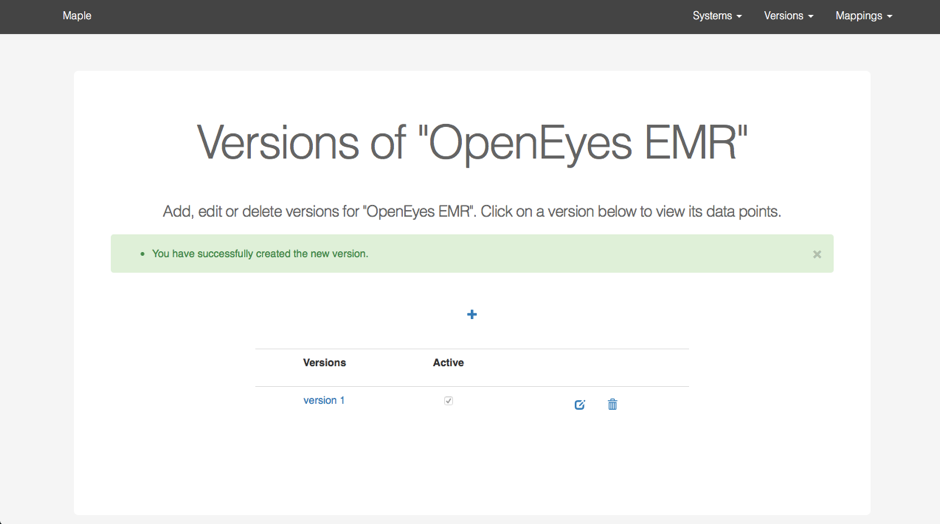 Maple Systems Versions Mappings
Versions of "OpenEyes EMR"
Add, edit or delete versions for "OpenEyes EMR". Click on a version below to view its data points.
• You have successfully created the new version. ×
Versions Active
version 1